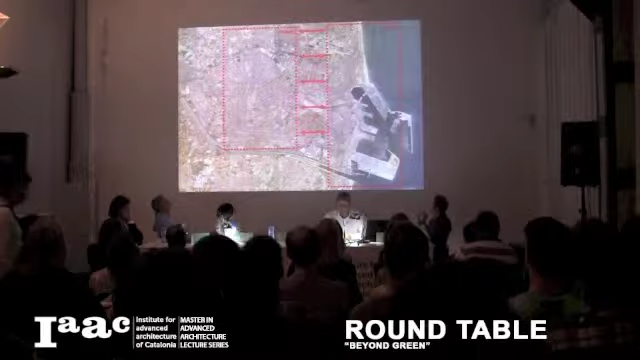 Iaac
institute for
advanced
architecture
of Catalonia
MASTER IN
ADVANCED
ARCHITECTURE
LECTURE SERIES
ROUND TABLE
"BEYOND GREEN"